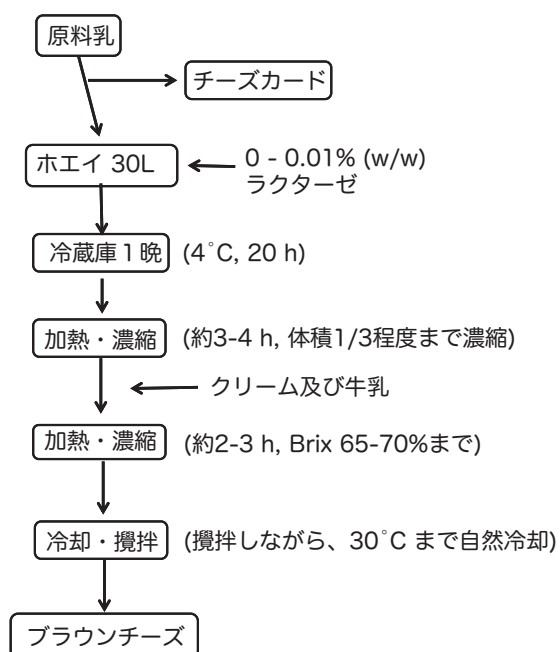 原料乳
チーズカード
ホエイ 30L
0 - 0.01% (w/w)
ラクターゼ
冷蔵庫1晩 (4°C, 20 h)
加熱・濃縮 (約3-4 h, 体積1/3程度まで濃縮)
クリーム及び牛乳
加熱・濃縮 (約2-3 h, Brix 65-70%まで)
冷却・攪拌 (攪拌しながら、30°C まで自然冷却)
ブラウンチーズ